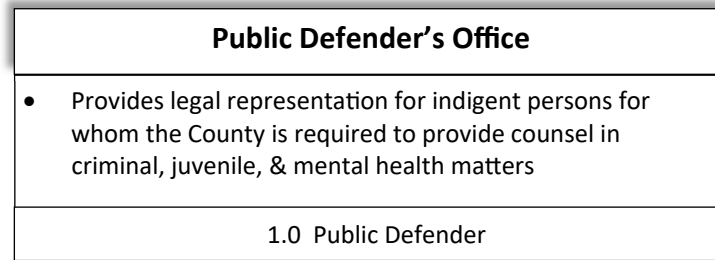 Public Defender’s Office
• Provides legal representation for indigent persons for
whom the County is required to provide counsel in
criminal, juvenile, & mental health matters
1.0 Public Defender